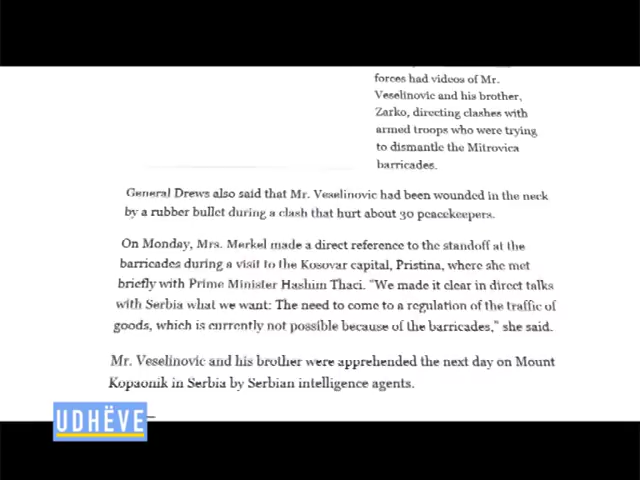 forces had videos of Mr.
Veselinovic and his brother,
Zarko, directing clashes with
armed troops who were trying
to dismantle the Mitrovica
barricades.
General Drews also said that Mr. Veselinovic had been wounded in the neck
by a rubber bullet during a clash that hurt about 30 peacekeepers.
On Monday, Mrs. Merkel made a direct reference to the standoff at the
barricades during a visit to the Kosovar capital, Pristina, where she met
briefly with Prime Minister Hashim Thaci. "We made it clear in direct talks
with Serbia what we want: The need to come to a regulation of the traffic of
goods, which is currently not possible because of the barricades," she said.
Mr. Veselinovic and his brother were apprehended the next day on Mount
Kopaonik in Serbia by Serbian intelligence agents.
UDHËVE